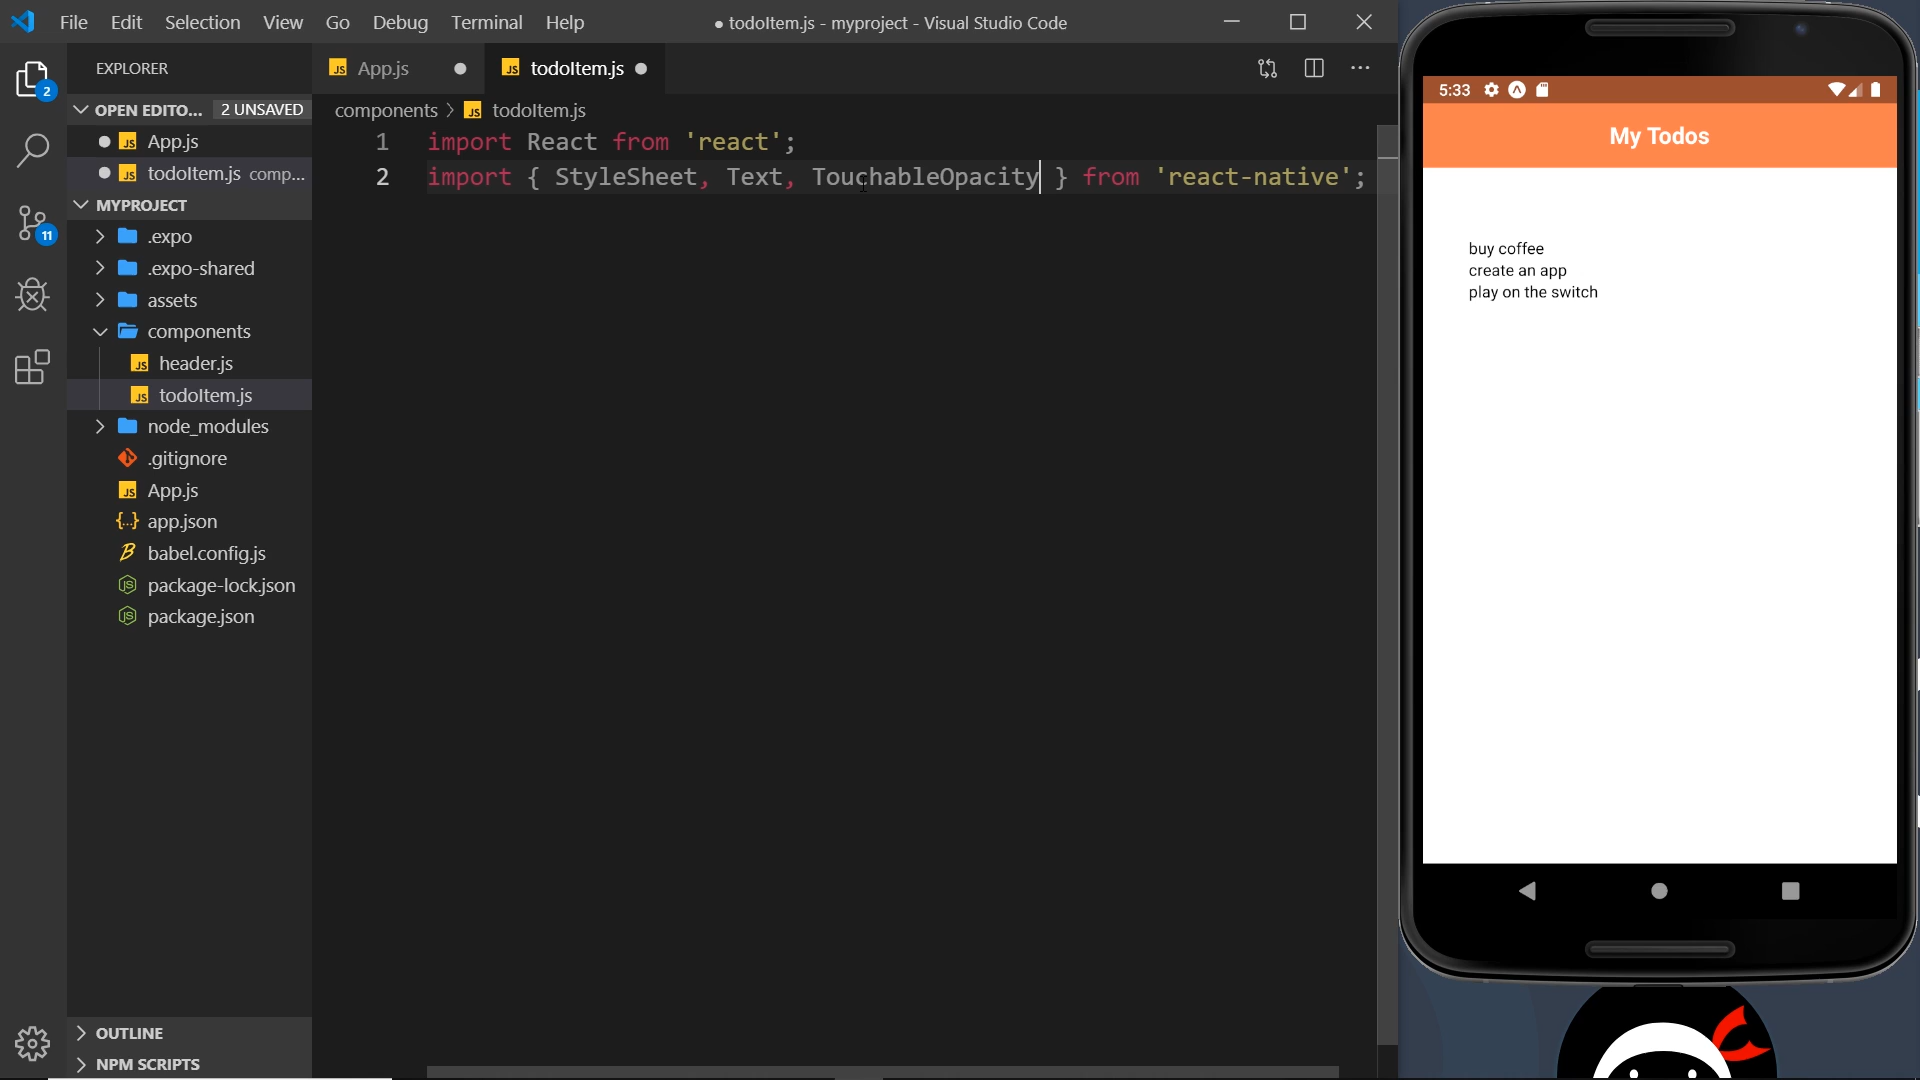 File Edit Selection View Go Debug Terminal Help
● todoItem.js - myproject - Visual Studio Code
EXPLORER
OPEN EDITO... 2 UNSAVED
App.js
todoItem.js comp...
MYPROJECT
.expo
.expo-shared
assets
components
header.js
todoItem.js
node_modules
.gitignore
App.js
app.json
babel.config.js
package-lock.json
package.json
OUTLINE
NPM SCRIPTS
2
11
App.js
todoItem.js
components > todoItem.js
1 import React from 'react';
2 import { StyleSheet, Text, TouchableOpacity } from 'react-native';
5:33
My Todos
buy coffee
create an app
play on the switch